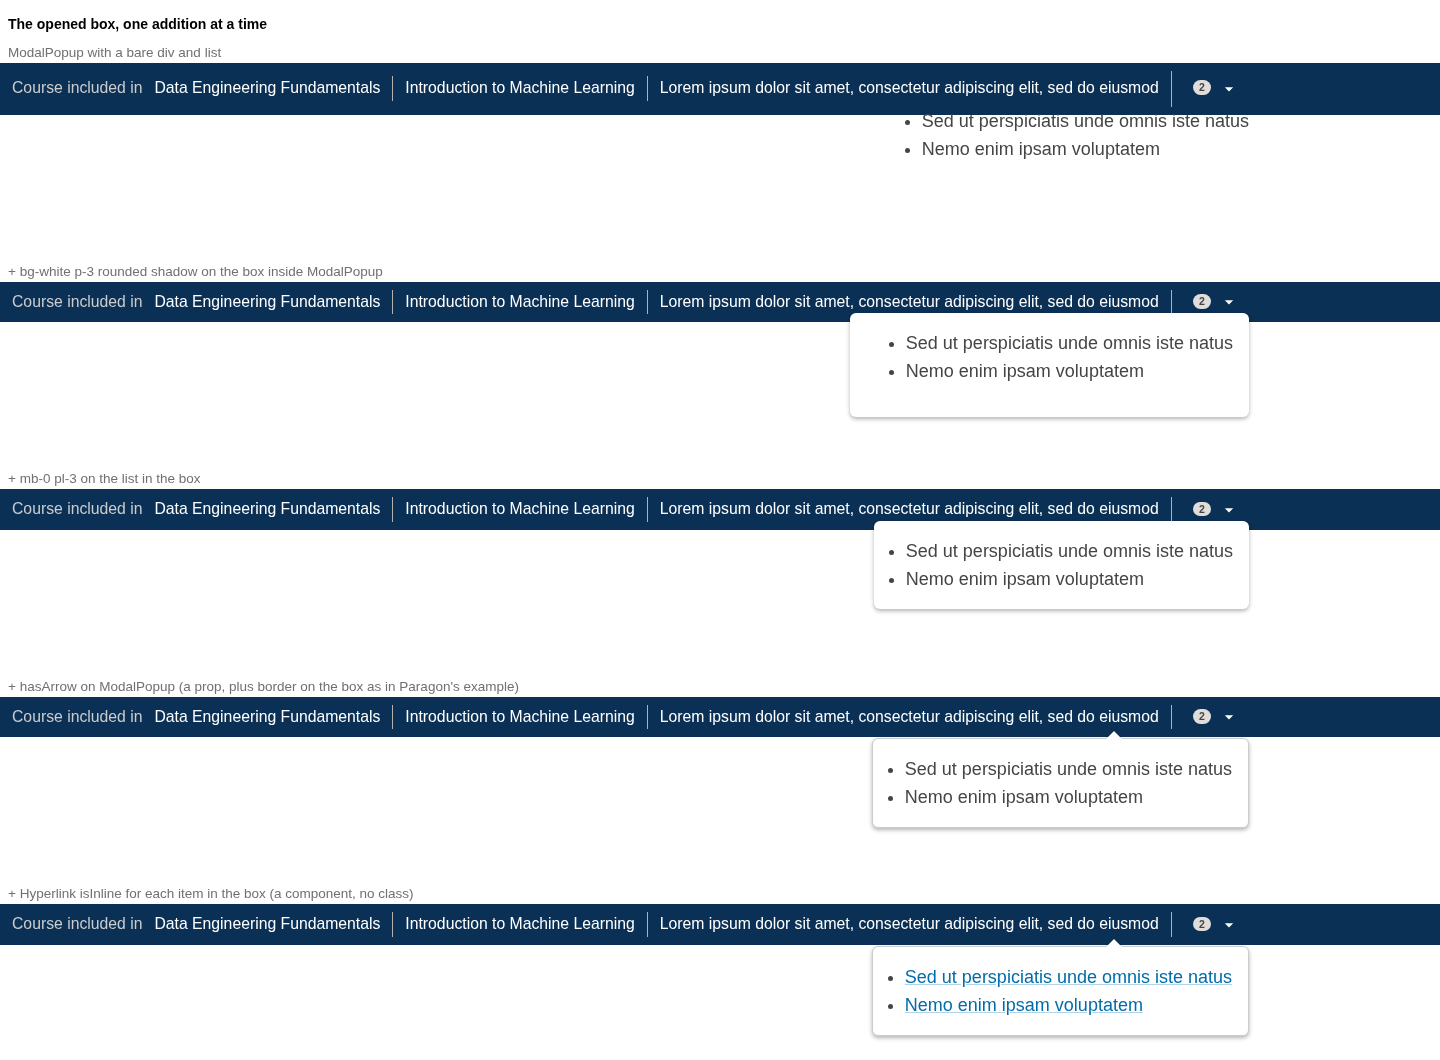 The opened box, one addition at a time
ModalPopup with a bare div and list
Course included in Data Engineering Fundamentals Introduction to Machine Learning Lorem ipsum dolor sit amet, consectetur adipiscing elit, sed do eiusmod 2
Sed ut perspiciatis unde omnis iste natus
Nemo enim ipsam voluptatem
+ bg-white p-3 rounded shadow on the box inside ModalPopup
Course included in Data Engineering Fundamentals Introduction to Machine Learning Lorem ipsum dolor sit amet, consectetur adipiscing elit, sed do eiusmod 2
Sed ut perspiciatis unde omnis iste natus
Nemo enim ipsam voluptatem
+ mb-0 pl-3 on the list in the box
Course included in Data Engineering Fundamentals Introduction to Machine Learning Lorem ipsum dolor sit amet, consectetur adipiscing elit, sed do eiusmod 2
Sed ut perspiciatis unde omnis iste natus
Nemo enim ipsam voluptatem
+ hasArrow on ModalPopup (a prop, plus border on the box as in Paragon's example)
Course included in Data Engineering Fundamentals Introduction to Machine Learning Lorem ipsum dolor sit amet, consectetur adipiscing elit, sed do eiusmod 2
Sed ut perspiciatis unde omnis iste natus
Nemo enim ipsam voluptatem
+ Hyperlink isInline for each item in the box (a component, no class)
Course included in Data Engineering Fundamentals Introduction to Machine Learning Lorem ipsum dolor sit amet, consectetur adipiscing elit, sed do eiusmod 2
Sed ut perspiciatis unde omnis iste natus
Nemo enim ipsam voluptatem